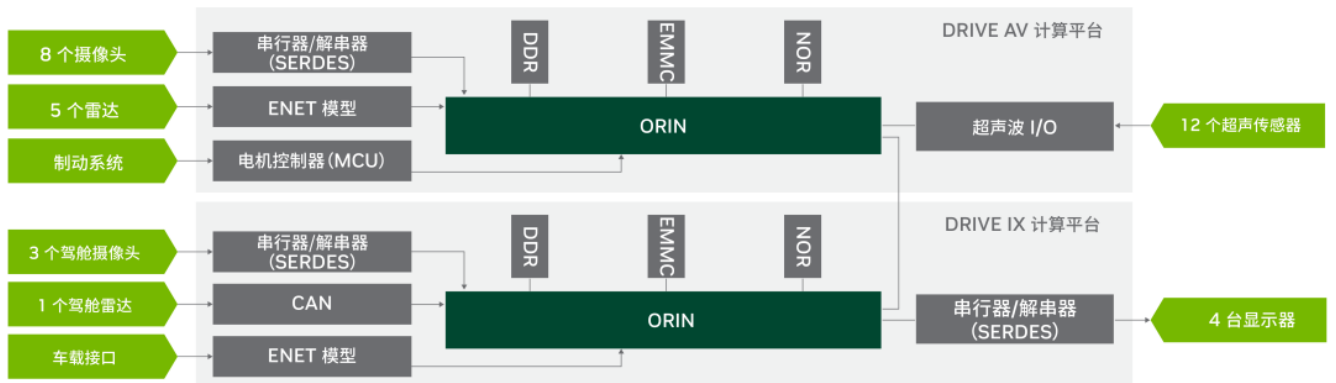 DRIVE AV 计算平台
8 个摄像头
串行器/解串器
(SERDES)
DDR
EMMC
NOR
5 个雷达
ENET 模型
ORIN
超声波 I/O
12 个超声传感器
制动系统
电机控制器(MCU)
DRIVE IX 计算平台
3 个驾舱摄像头
串行器/解串器
(SERDES)
DDR
EMMC
NOR
1 个驾舱雷达
CAN
ORIN
串行器/解串器
(SERDES)
4 台显示器
车载接口
ENET 模型